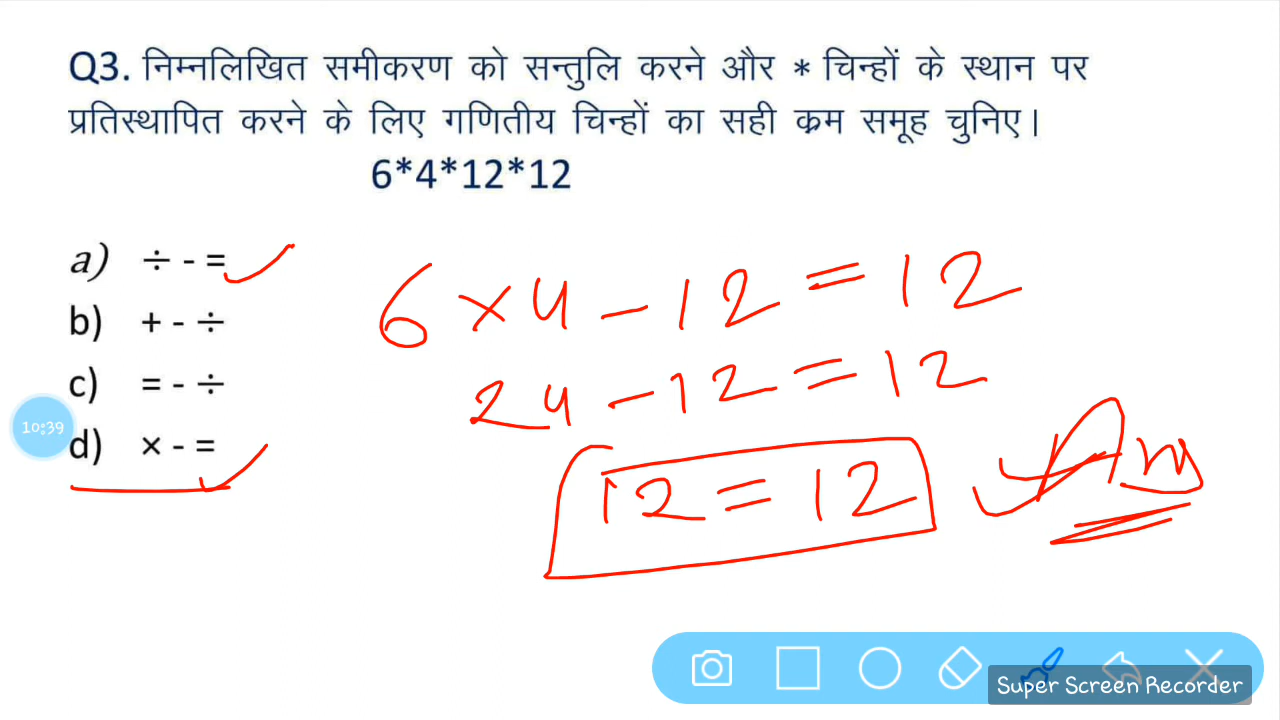 Q3. निम्नलिखित समीकरण को सन्तुलि करने और * चिन्हों के स्थान पर
प्रतिस्थापित करने के लिए गणितीय चिन्हों का सही क्रम समूह चुनिए।
6*4*12*12
a) ÷ - =
b) + - ÷
c) = - ÷
10:39
d) × - =
6 × 4 - 12 = 12
24 - 12 = 12
12 = 12
Ans
Super Screen Recorder